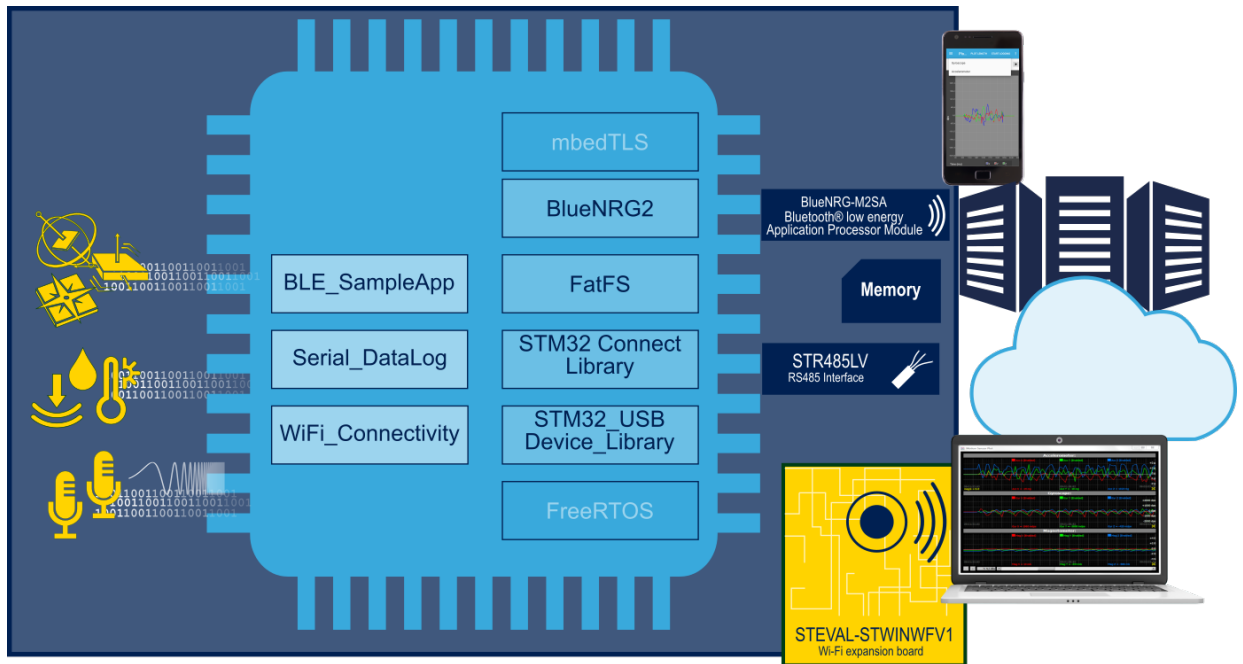 mbedTLS
BlueNRG2
BLE_SampleApp
FatFS
Serial_DataLog
STM32 Connect
Library
WiFi_Connectivity
STM32_USB
Device_Library
FreeRTOS
BlueNRG-M2SA
Bluetooth® low energy
Application Processor Module
Memory
STR485LV
RS485 Interface
STEVAL-STWINWFV1
Wi-Fi expansion board